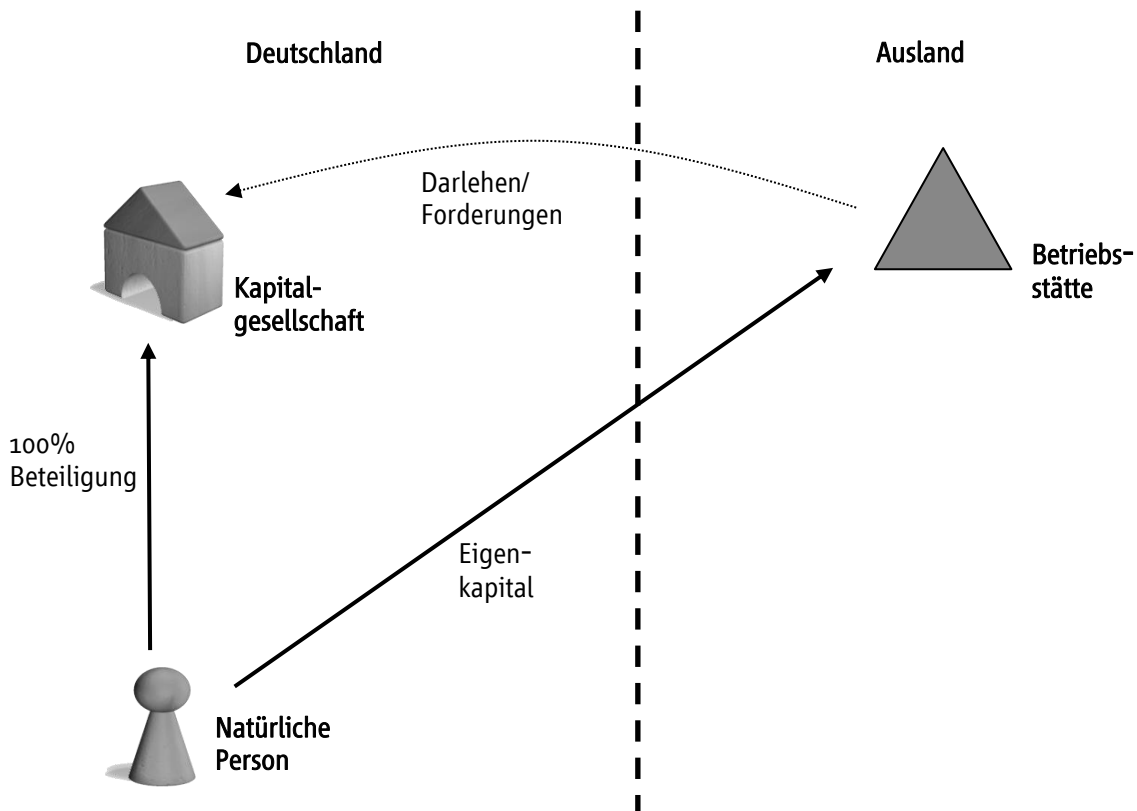 Deutschland
Ausland
Darlehen/
Forderungen
Betriebs-
stätte
Kapital-
gesellschaft
100%
Beteiligung
Eigen-
kapital
Natürliche
Person